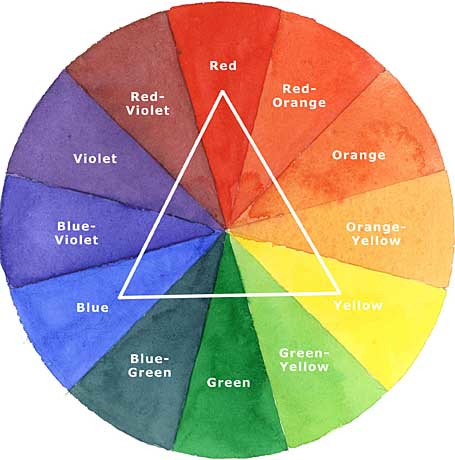 Red
Red-
Orange
Orange
Orange-
Yellow
Yellow
Green-
Yellow
Green
Blue-
Green
Blue
Blue-
Violet
Violet
Red-
Violet